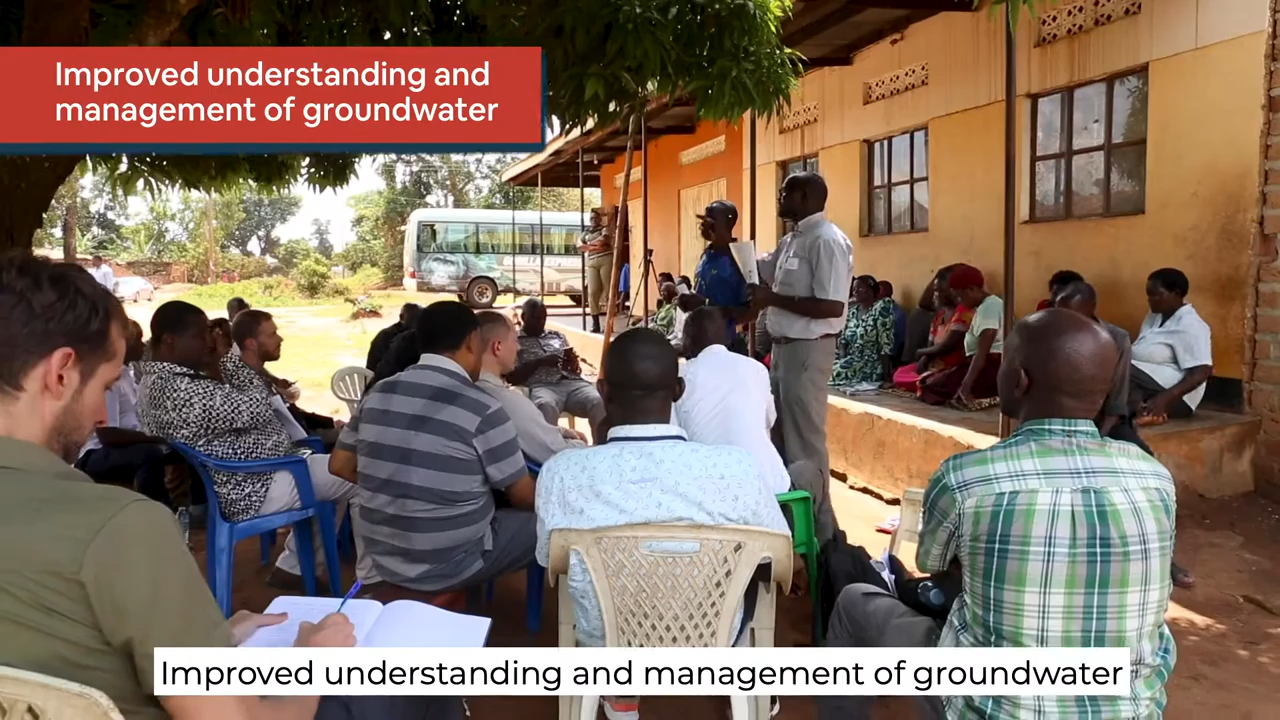 Improved understanding and
management of groundwater
Improved understanding and management of groundwater